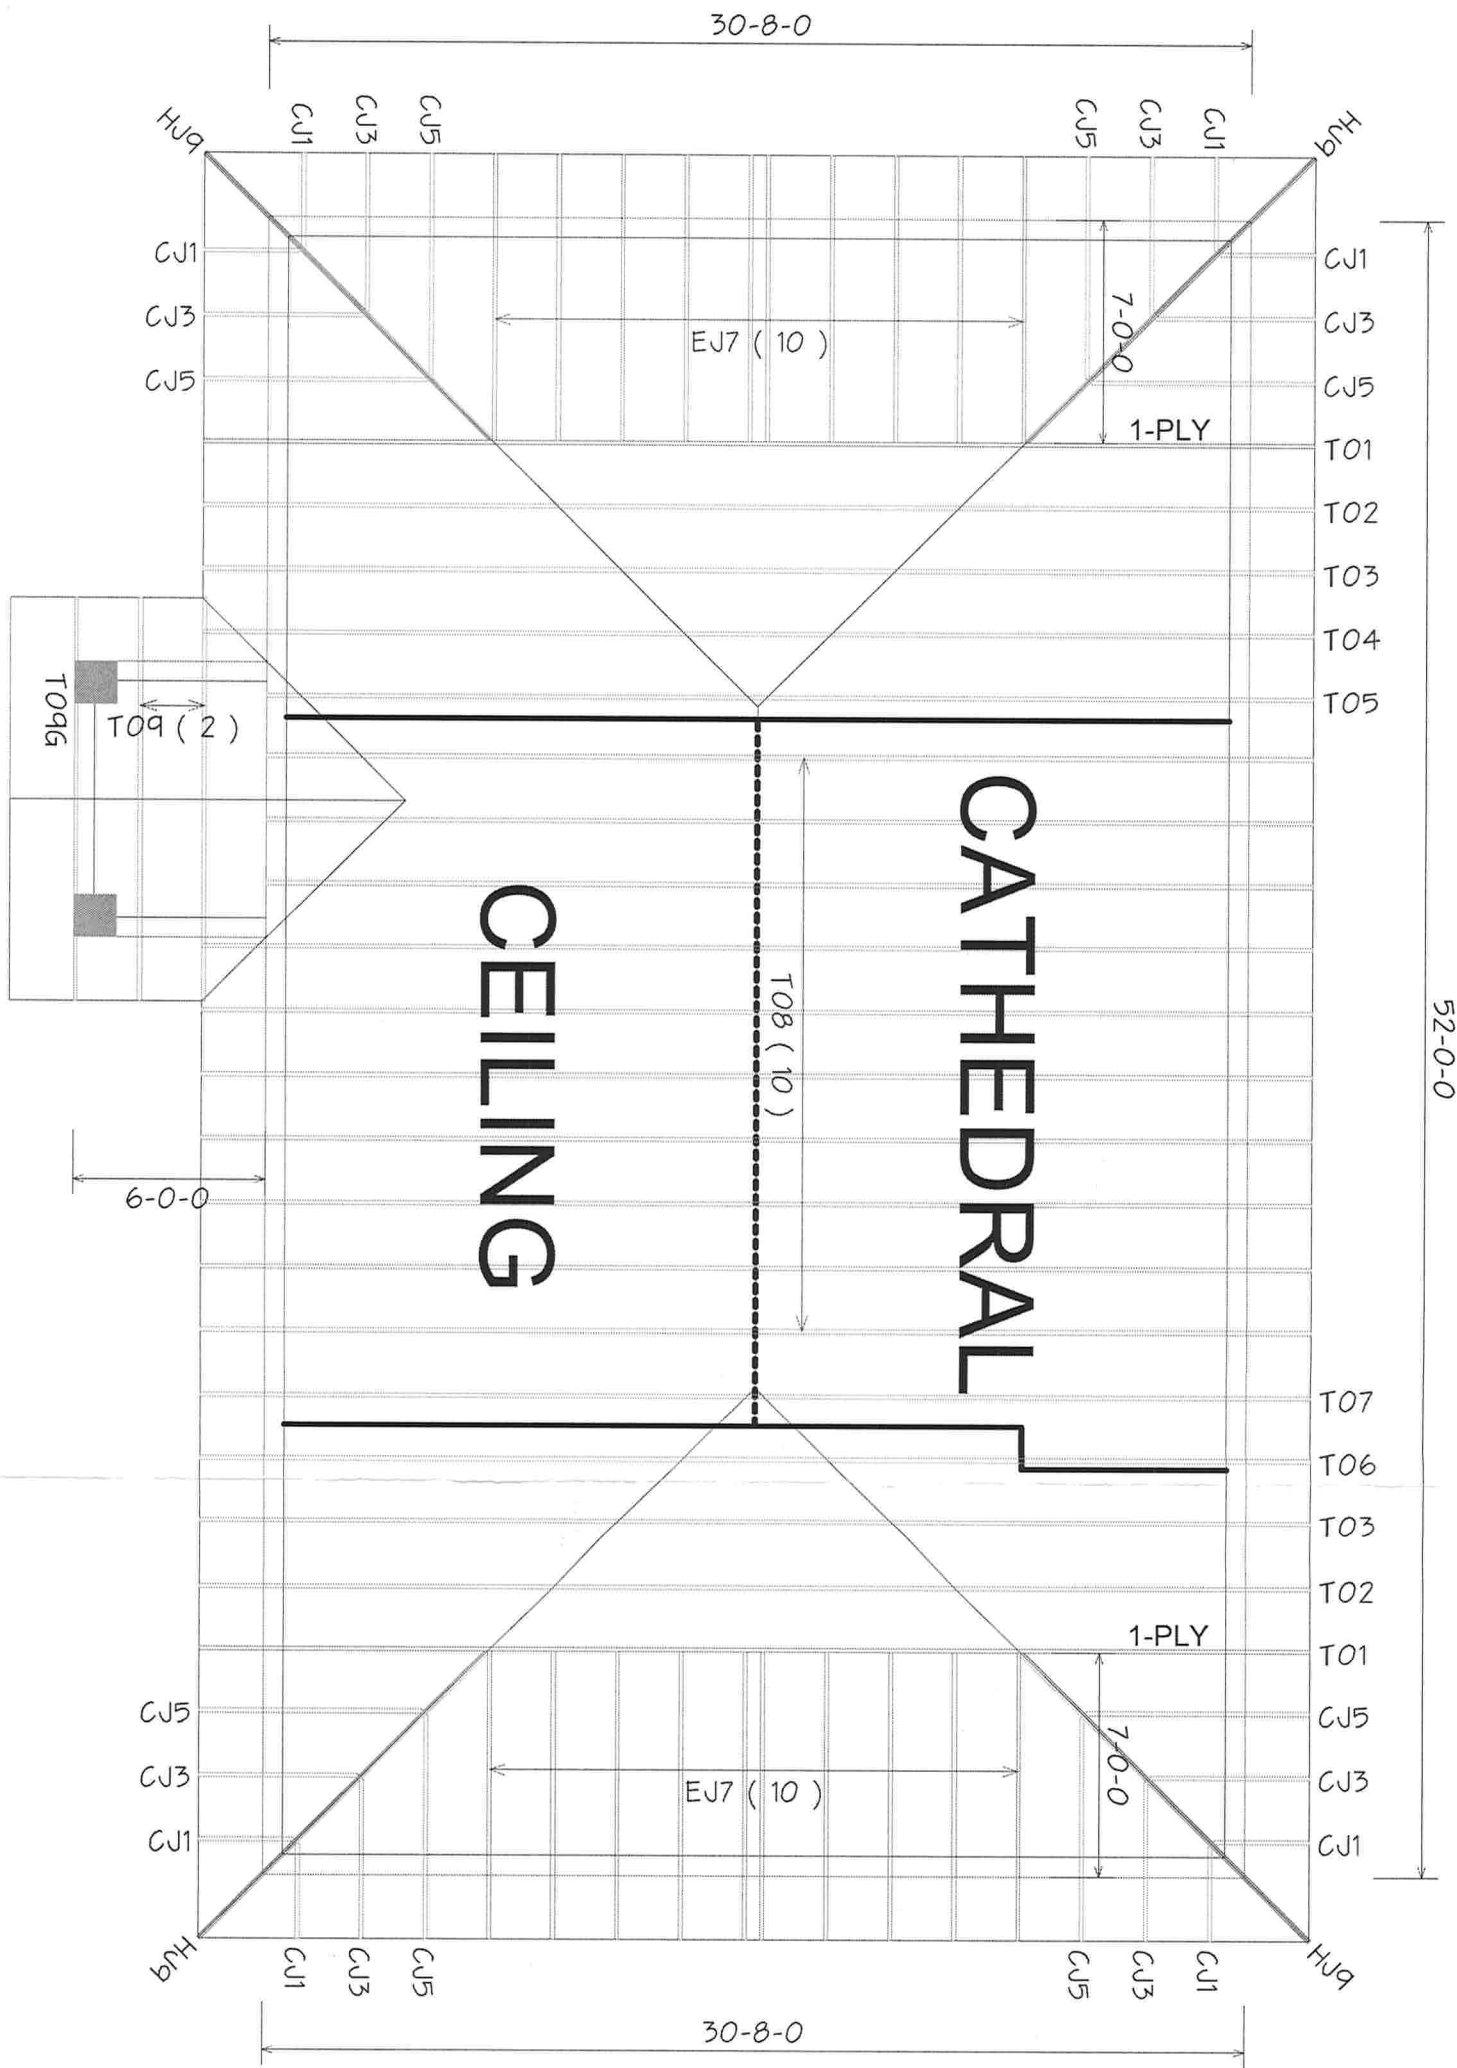 30-8-0
HJ9
CJ1
CJ3
CJ5
CJ5
CJ3
CJ1
HJ9
CJ1
CJ1
CJ3
CJ3
EJ7 ( 10 )
7-0-0
CJ5
CJ5
1-PLY
T01
T02
T03
T04
T05
T09G
T09 ( 2 )
CATHEDRAL
CEILING
T08 ( 10 )
52-0-0
6-0-0
T07
T06
T03
T02
1-PLY
T01
CJ5
CJ5
CJ3
EJ7 ( 10 )
7-0-0
CJ3
CJ1
CJ1
HJ9
CJ1
CJ3
CJ5
CJ5
CJ3
CJ1
HJ9
30-8-0